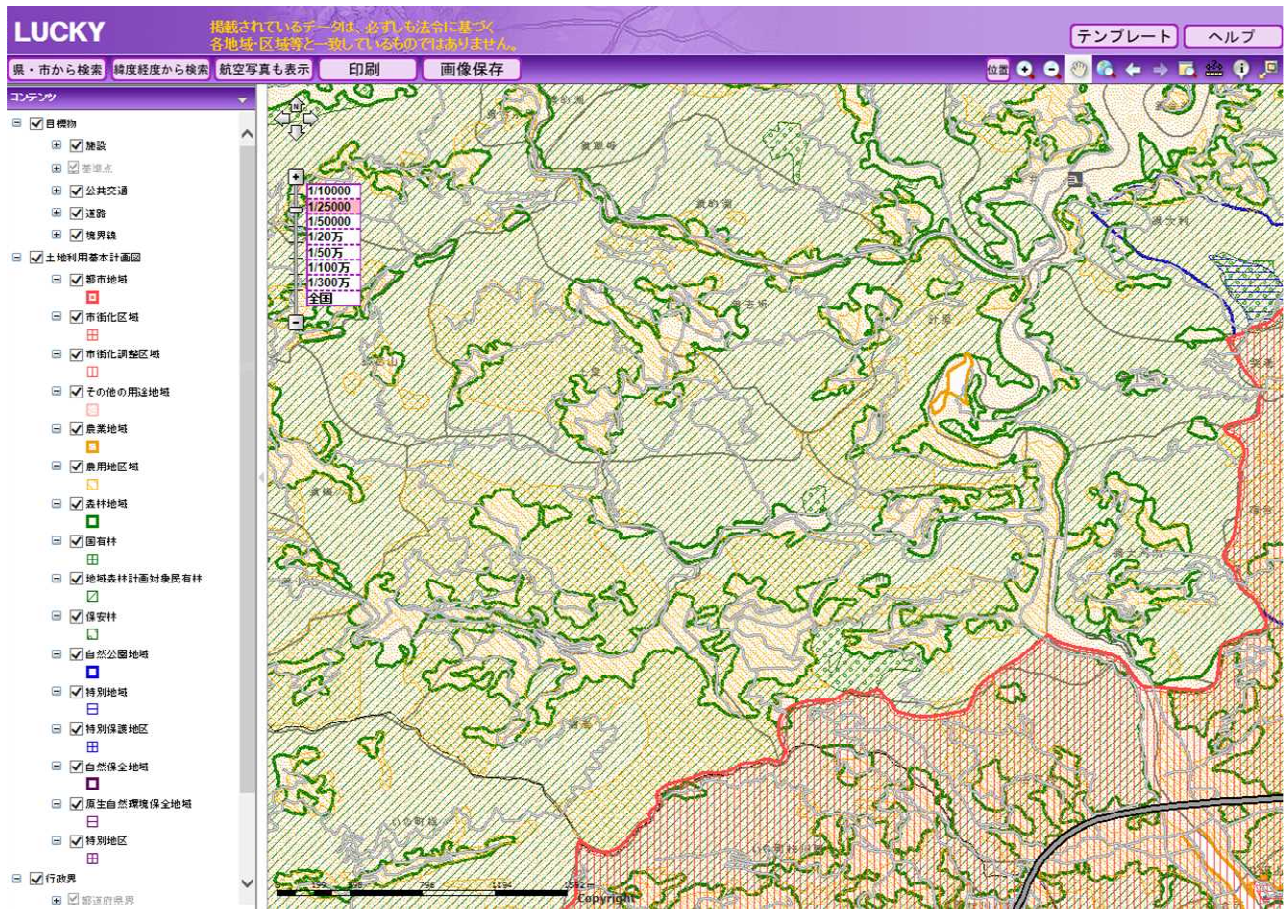 LUCKY
掲載されているデータは、必ずしも法令に基づく
各地域・区域等と一致しているものではありません。
テンプレート
ヘルプ
県・市から検索
緯度経度から検索
航空写真も表示
印刷
画像保存
位置
コンテンツ
目標物
施設
基準点
公共交通
道路
境界線
土地利用基本計画図
都市地域
市街化区域
市街化調整区域
その他の用途地域
農業地域
農用地区域
森林地域
国有林
地域森林計画対象民有林
保安林
自然公園地域
特別地域
特別保護地区
自然保全地域
原生自然環境保全地域
特別地区
行政界
都道府県界
N
1/10000
1/25000
1/50000
1/20万
1/50万
1/100万
1/300万
全国
796
1194
Copyright